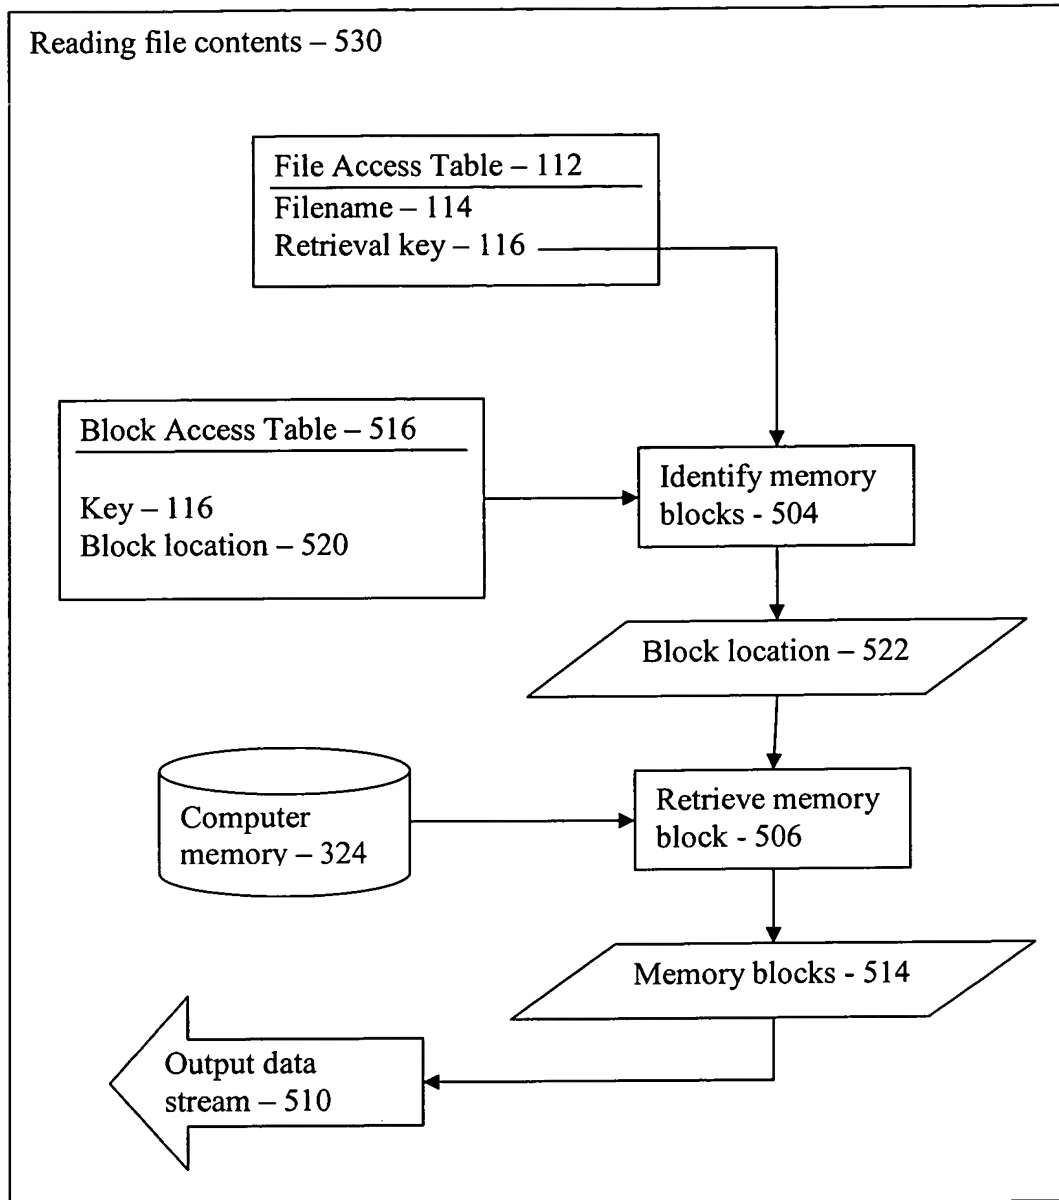 Reading file contents – 530
File Access Table – 112
Filename – 114
Retrieval key – 116
Block Access Table – 516
Key – 116
Block location – 520
Identify memory
blocks - 504
Block location – 522
Computer
memory – 324
Retrieve memory
block - 506
Memory blocks - 514
Output data
stream – 510